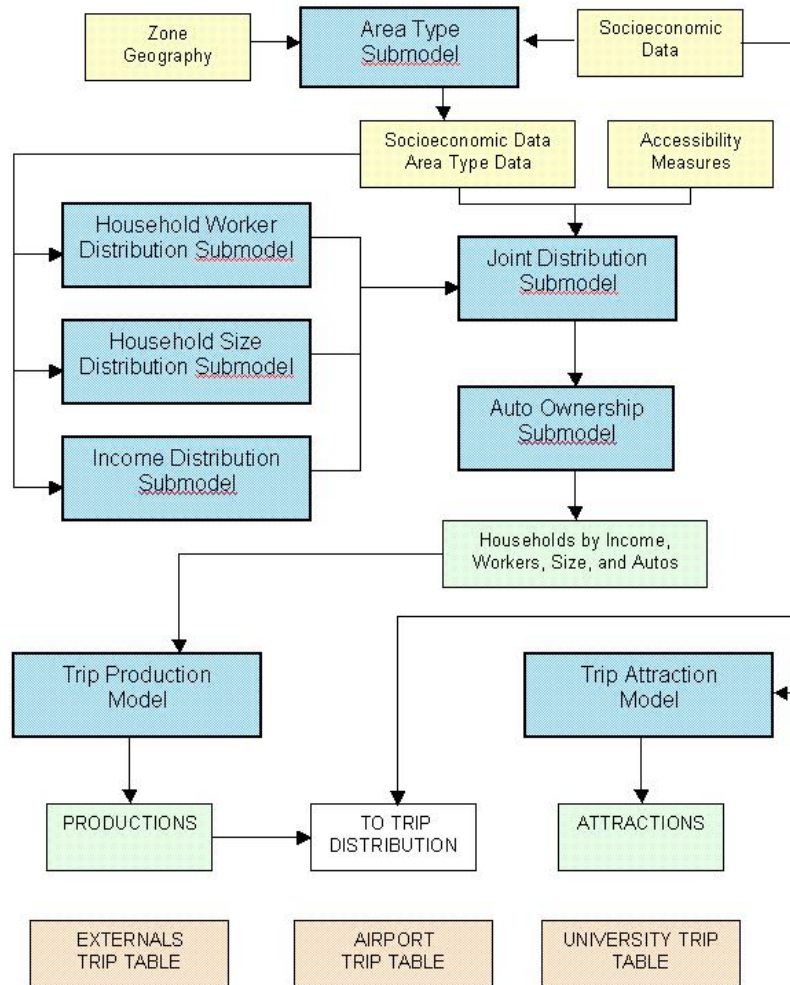 Zone
Geography
Area Type
Submodel
Socioeconomic
Data
Socioeconomic Data
Area Type Data
Accessibility
Measures
Household Worker
Distribution Submodel
Joint Distribution
Submodel
Household Size
Distribution Submodel
Auto Ownership
Submodel
Income Distribution
Submodel
Households by Income,
Workers, Size, and Autos
Trip Production
Model
Trip Attraction
Model
PRODUCTIONS
TO TRIP
DISTRIBUTION
ATTRACTIONS
EXTERNALS
TRIP TABLE
AIRPORT
TRIP TABLE
UNIVERSITY TRIP
TABLE